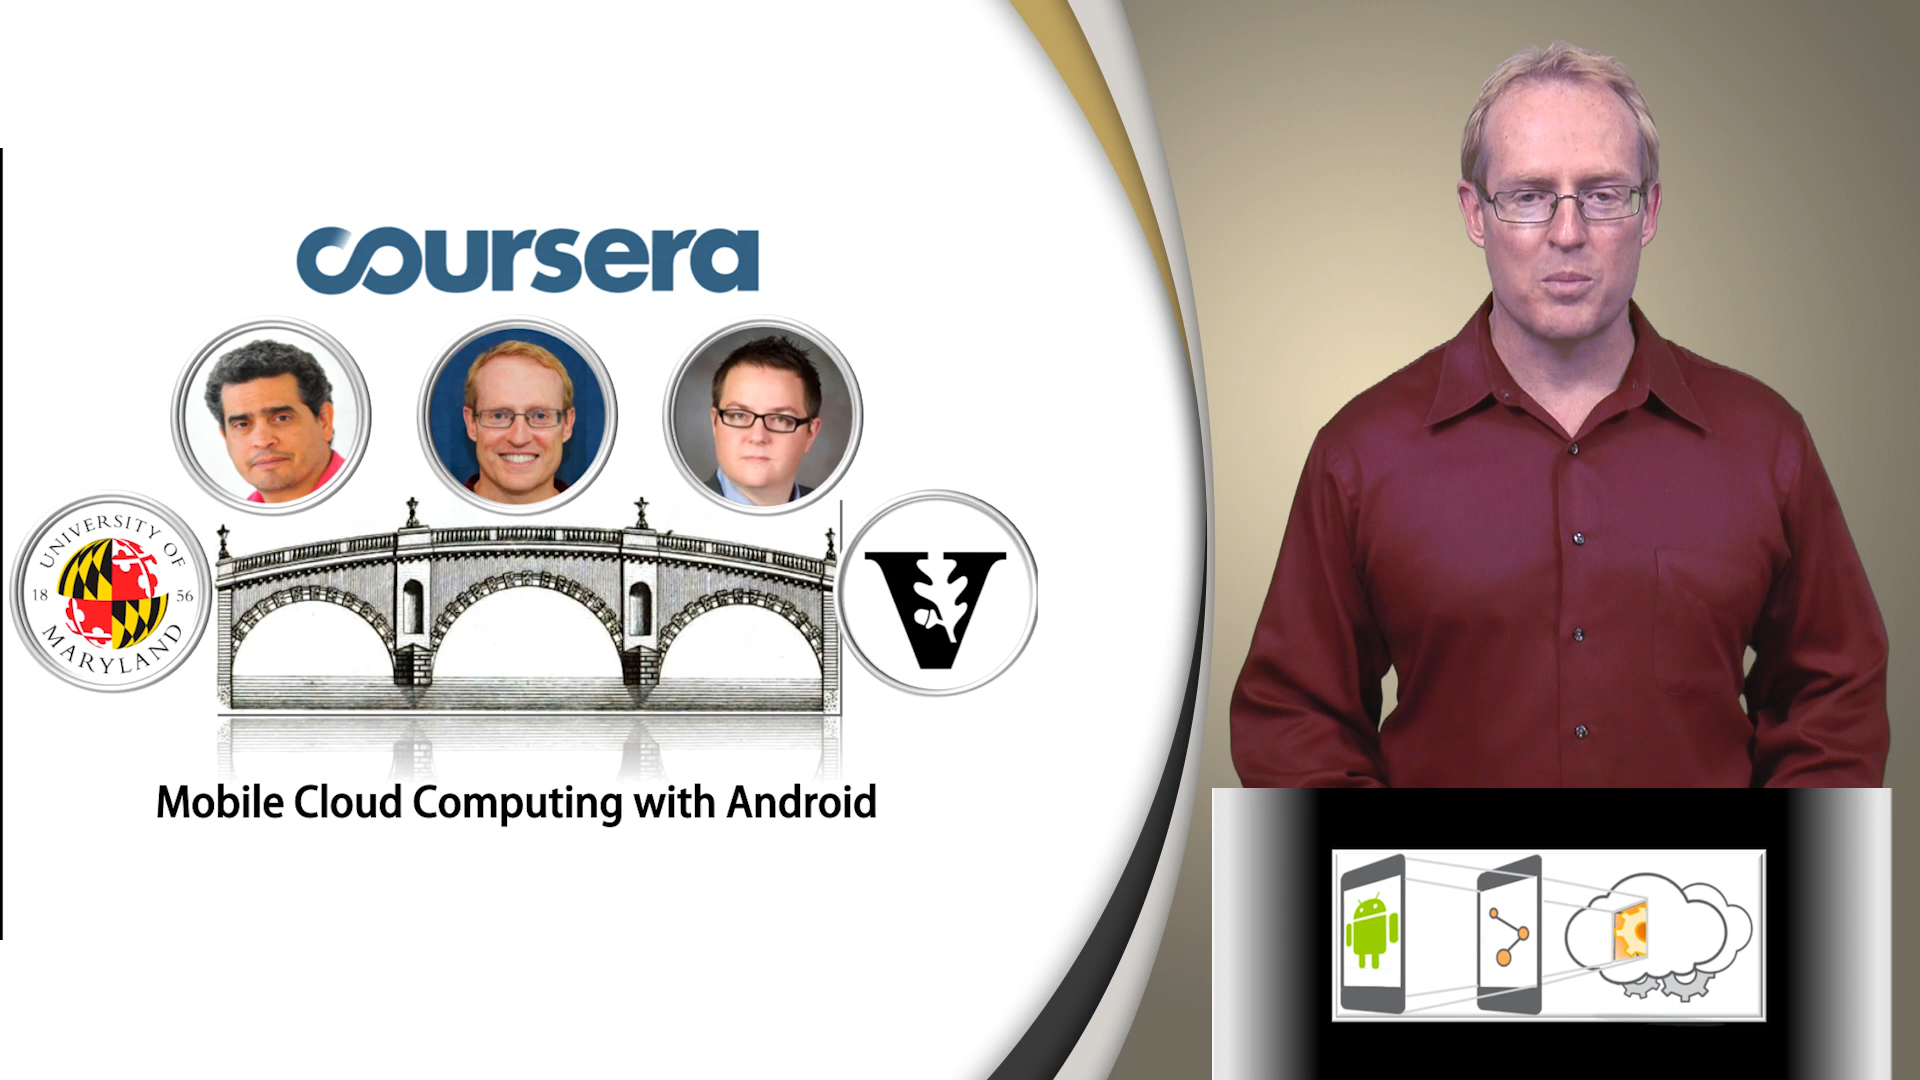 coursera
UNIVERSITY OF
18 56
MARYLAND
V
Mobile Cloud Computing with Android